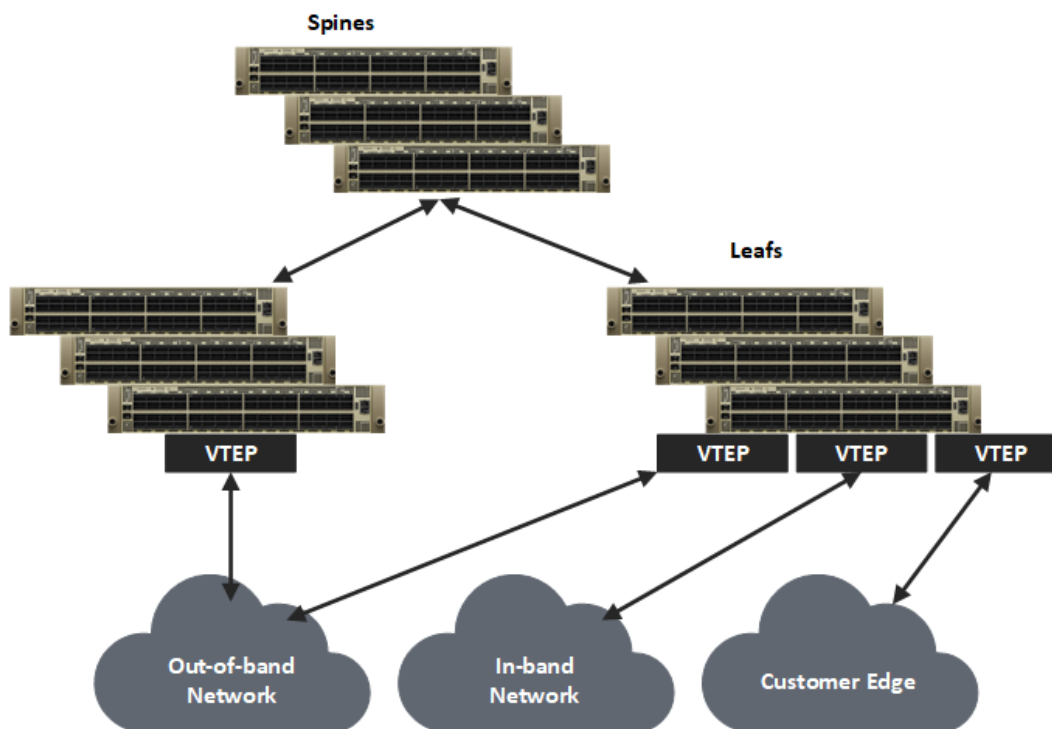 Spines
Leafs
VTEP
VTEP
VTEP
VTEP
Out-of-band
Network
In-band
Network
Customer Edge